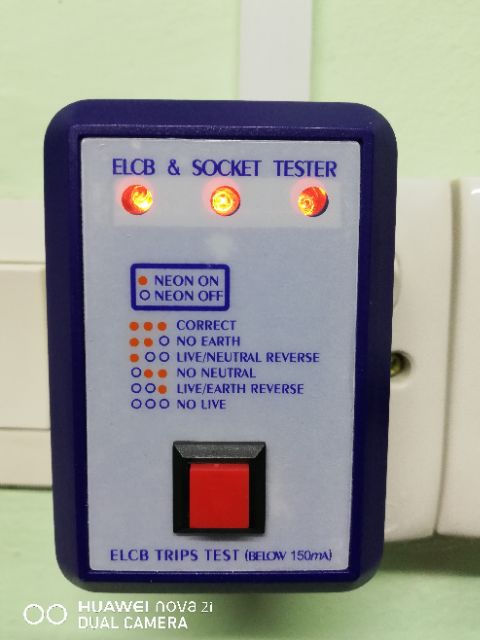 ELCB & SOCKET TESTER
NEON ON
NEON OFF
CORRECT
NO EARTH
LIVE/NEUTRAL REVERSE
NO NEUTRAL
LIVE/EARTH REVERSE
NO LIVE
ELCB TRIPS TEST (BELOW 150mA)
HUAWEI nova 2i
DUAL CAMERA